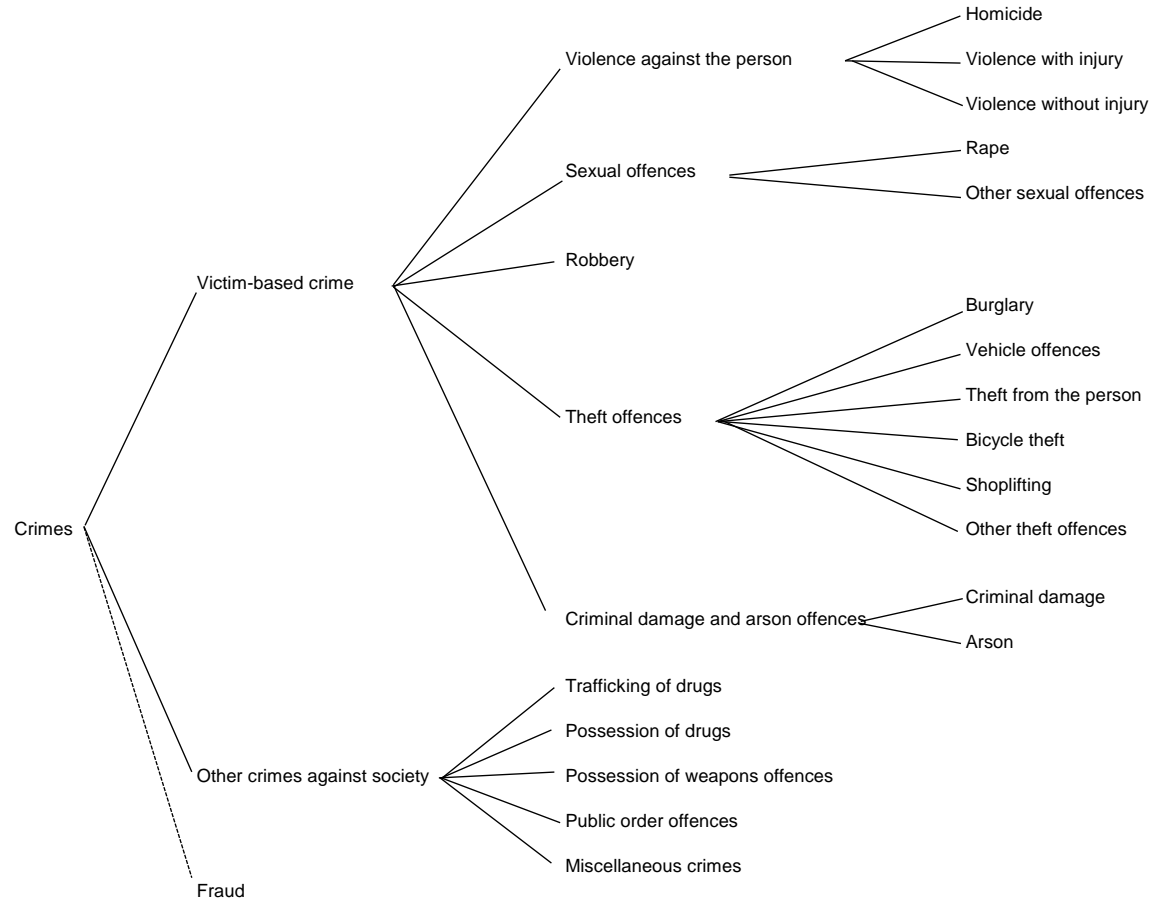 Homicide
Violence against the person
Violence with injury
Violence without injury
Rape
Sexual offences
Other sexual offences
Robbery
Victim-based crime
Burglary
Vehicle offences
Theft from the person
Theft offences
Bicycle theft
Shoplifting
Crimes
Other theft offences
Criminal damage
Criminal damage and arson offences
Arson
Trafficking of drugs
Possession of drugs
Other crimes against society
Possession of weapons offences
Public order offences
Miscellaneous crimes
Fraud